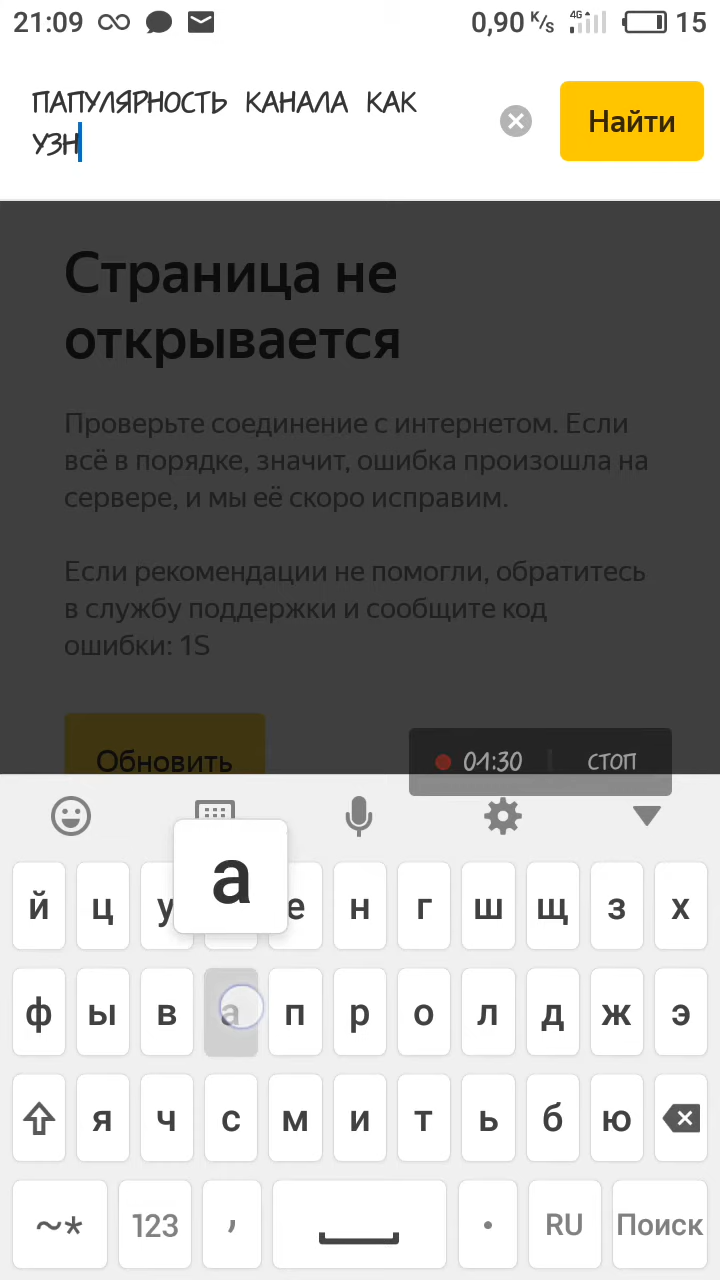 21:09 0,90 K/s 4G 15
ПАПУЛЯРНОСТЬ КАНАЛА КАК
УЗН
Найти
Страница не
открывается
Проверьте соединение с интернетом. Если
всё в порядке, значит, ошибка произошла на
сервере, и мы её скоро исправим.
Если рекомендации не помогли, обратитесь
в службу поддержки и сообщите код
ошибки: 1S
Обновить
01:30 СТОП
а
й ц у е н г ш щ з х
ф ы в а п р о л д ж э
я ч с м и т ь б ю
~* 123 , . RU Поиск